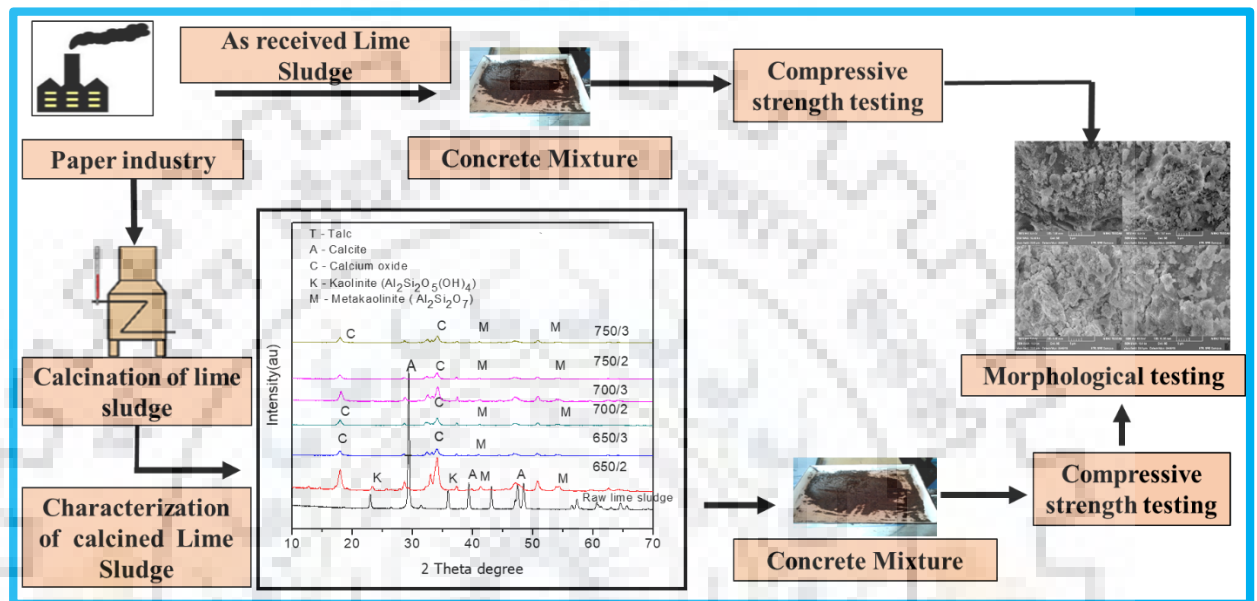 As received Lime
Sludge
Compressive
strength testing
Paper industry
Concrete Mixture
Calcination of lime
sludge
Characterization
of calcined Lime
Sludge
T - Talc
A - Calcite
C - Calcium oxide
K - Kaolinite (Al2Si2O5(OH)4)
M - Metakaolinite ( Al2Si2O7)
C C M M 750/3
A C M M 750/2
700/3
C C M M 700/2
C C M 650/3
K K A M A M 650/2
Raw lime sludge
Intensity(au)
10 20 30 40 50 60 70
2 Theta degree
Morphological testing
Concrete Mixture
Compressive
strength testing